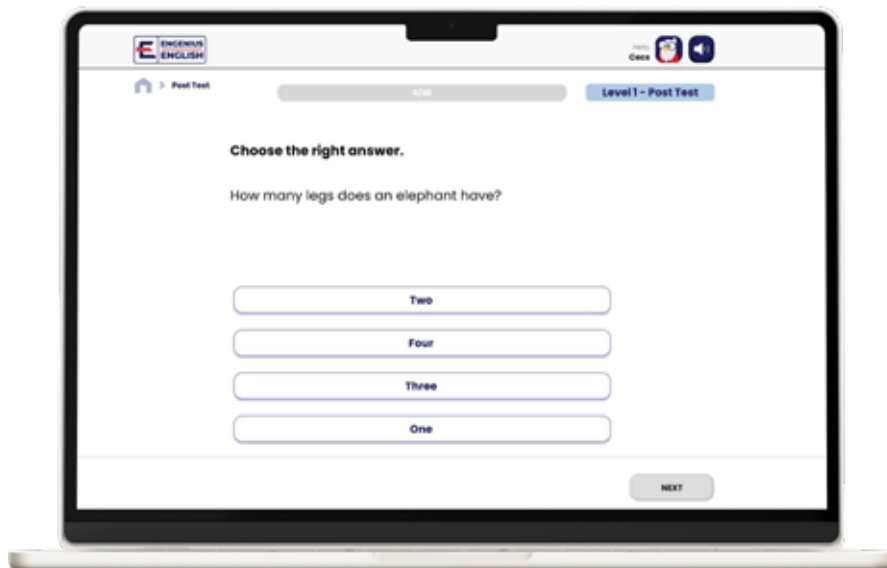 ENGENIUS
ENGLISH
Hello,
Cecs
> Post Test
Level 1 - Post Test
Choose the right answer.
How many legs does an elephant have?
Two
Four
Three
One
NEXT